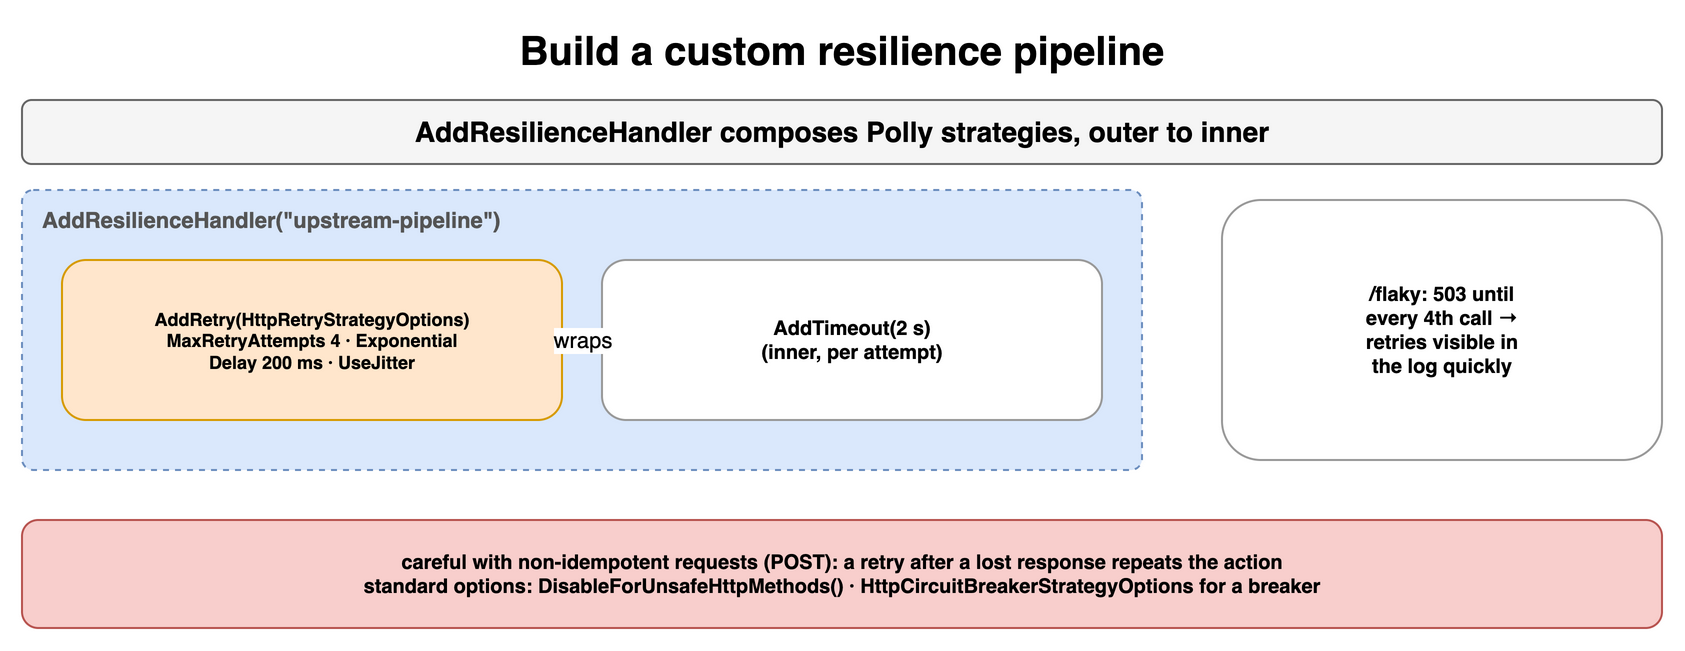 Build a custom resilience pipeline
AddResilienceHandler composes Polly strategies, outer to inner
AddResilienceHandler("upstream-pipeline")
AddRetry(HttpRetryStrategyOptions)
MaxRetryAttempts 4 · Exponential
Delay 200 ms · UseJitter
wraps
AddTimeout(2 s)
(inner, per attempt)
/flaky: 503 until
every 4th call →
retries visible in
the log quickly
careful with non-idempotent requests (POST): a retry after a lost response repeats the action
standard options: DisableForUnsafeHttpMethods() · HttpCircuitBreakerStrategyOptions for a breaker